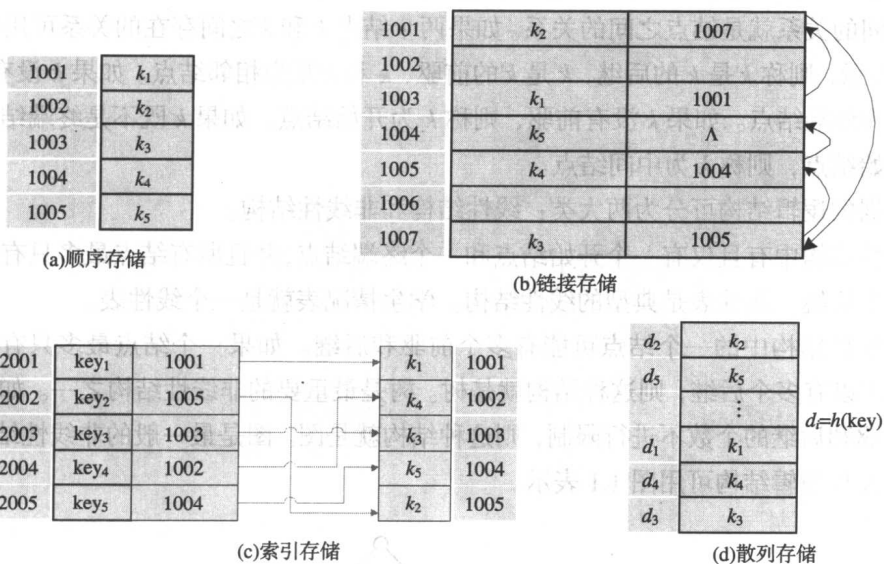 1001 k₁
1002 k₂
1003 k₃
1004 k₄
1005 k₅
(a)顺序存储
1001 k₂ 1007
1002
1003 k₁ 1001
1004 k₅ Λ
1005 k₄ 1004
1006
1007 k₃ 1005
(b)链接存储
2001 key₁ 1001 k₁ 1001
2002 key₂ 1005 k₄ 1002
2003 key₃ 1003 k₃ 1003
2004 key₄ 1002 k₅ 1004
2005 key₅ 1004 k₂ 1005
(c)索引存储
d₂ k₂
d₅ k₅
⋮
dᵢ=h(key)
d₁ k₁
d₄ k₄
d₃ k₃
(d)散列存储